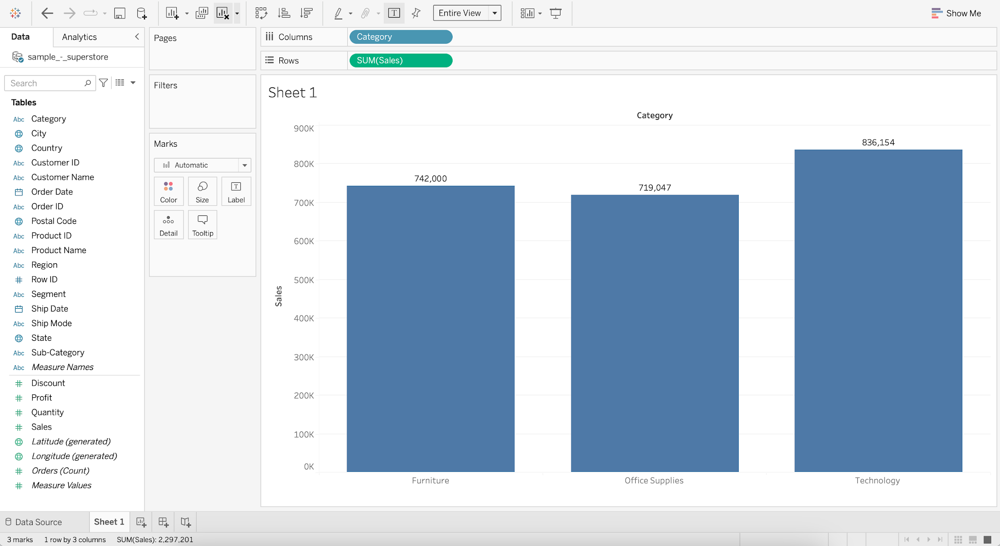 Entire View
Show Me
Data
Analytics
sample_-_superstore
Search
Tables
Abc Category
City
Country
Abc Customer ID
Abc Customer Name
Order Date
Abc Order ID
Postal Code
Abc Product ID
Abc Product Name
Abc Region
Row ID
Abc Segment
Ship Date
Abc Ship Mode
State
Abc Sub-Category
Abc Measure Names
Discount
Profit
Quantity
Sales
Latitude (generated)
Longitude (generated)
Orders (Count)
Measure Values
Pages
Filters
Marks
Automatic
Color
Size
Label
Detail
Tooltip
Columns
Category
Rows
SUM(Sales)
Sheet 1
Category
900K
800K
700K
600K
500K
400K
300K
200K
100K
0K
Sales
742,000
719,047
836,154
Furniture
Office Supplies
Technology
Data Source
Sheet 1
3 marks
1 row by 3 columns
SUM(Sales): 2,297,201